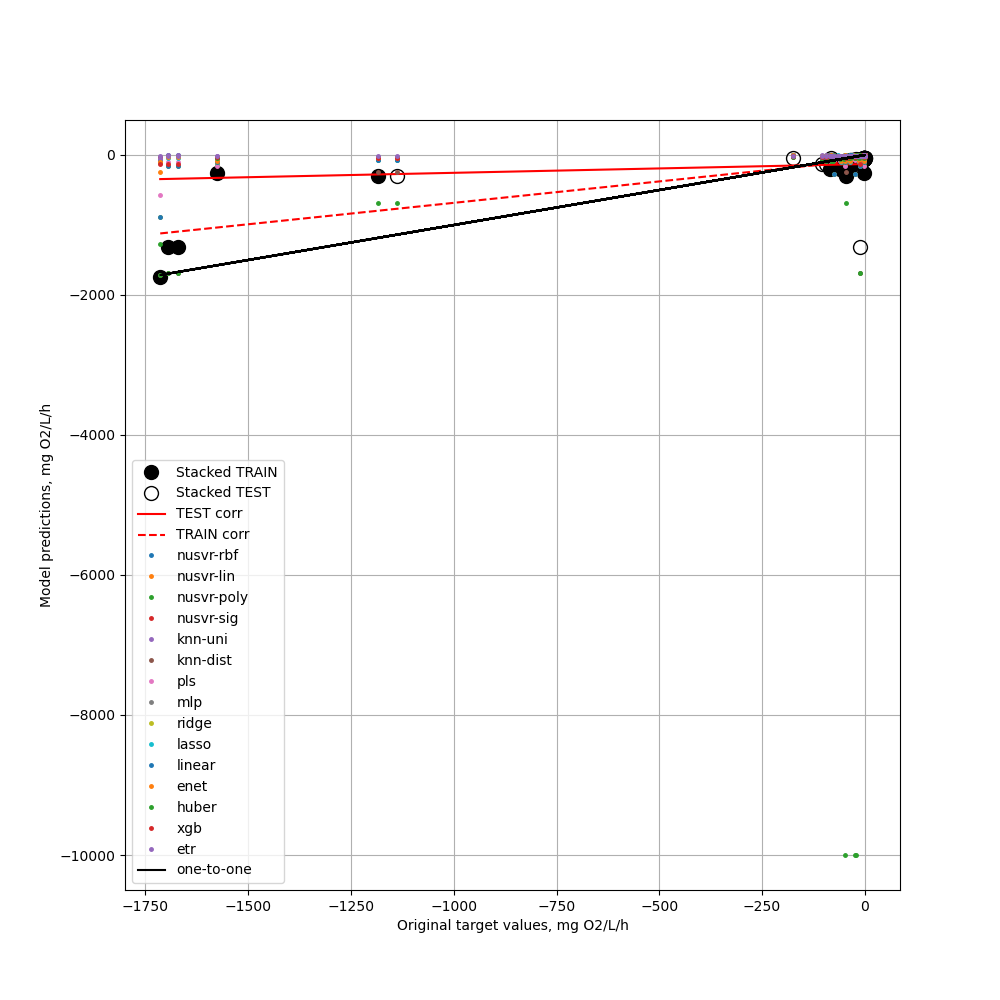 0
−2000
−4000
−6000
−8000
−10000
Model predictions, mg O2/L/h
Stacked TRAIN
Stacked TEST
TEST corr
TRAIN corr
nusvr-rbf
nusvr-lin
nusvr-poly
nusvr-sig
knn-uni
knn-dist
pls
mlp
ridge
lasso
linear
enet
huber
xgb
etr
one-to-one
−1750 −1500 −1250 −1000 −750 −500 −250 0
Original target values, mg O2/L/h